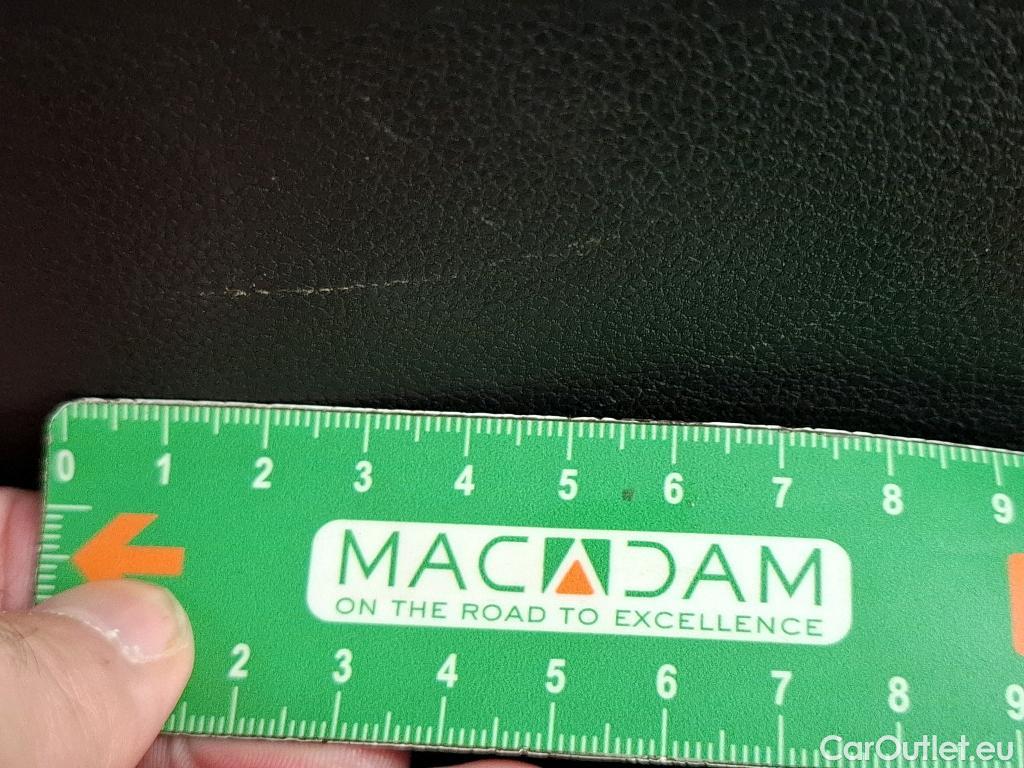 0 1 2 3 4 5 6 7 8 9
MACADAM
ON THE ROAD TO EXCELLENCE
2 3 4 5 6 7 8 9
CarOutlet.eu